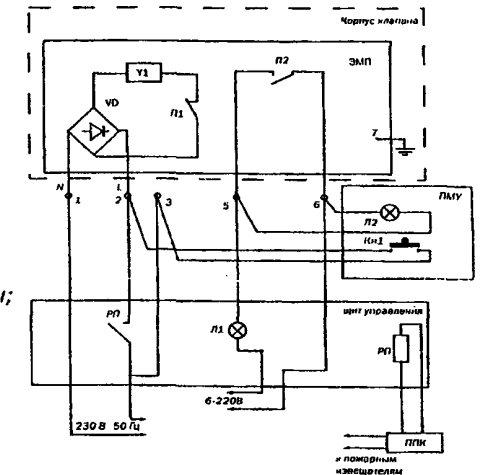 Корпус клапана
ЭМП
Y1
П2
VD
П1
7
N
1
L
2
3
5
6
ПМУ
Л2
Кн1
щит управления
РП
Л1
РП
6-220В
230 В 50 Гц
ППК
к пожарным
извещателям